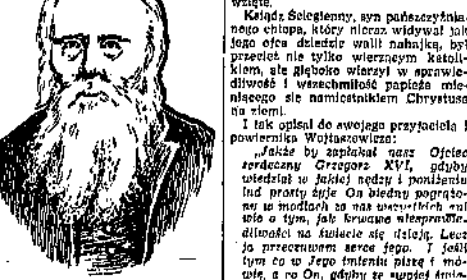 wzięte.
Ksiądz Ściegienny, syn pańszczyźnia-
nego chłopa, który nieraz widywał jak
jego ojca dziedzic walił nahajką, był
przecież nie tylko wierzącym katoli-
kiem, ale głęboko wierzył w sprawie-
dliwość i wszechmiłość papieża mie-
niącego się namiestnikiem Chrystusa
na ziemi.
I tak opisał do swojego przyjaciela i
powiernika Wojtaszewicza:
„Jakże by zapłakał nasz Ojciec
serdeczny Grzegorz XVI, gdyby
wiedział w jakiej nędzy i poniżeniu
lud prosty żyje On biedny pogrążo-
ny w modłach za nas wszystkich
wie o tym, jak krwawe niesprawie-
dliwości na świecie się dzieją. Lecz
ja przeczuwam serce jego. I jeśli
tym co w Jego imieniu piszę i mó-
wię, a co On, gdyby ze swojej